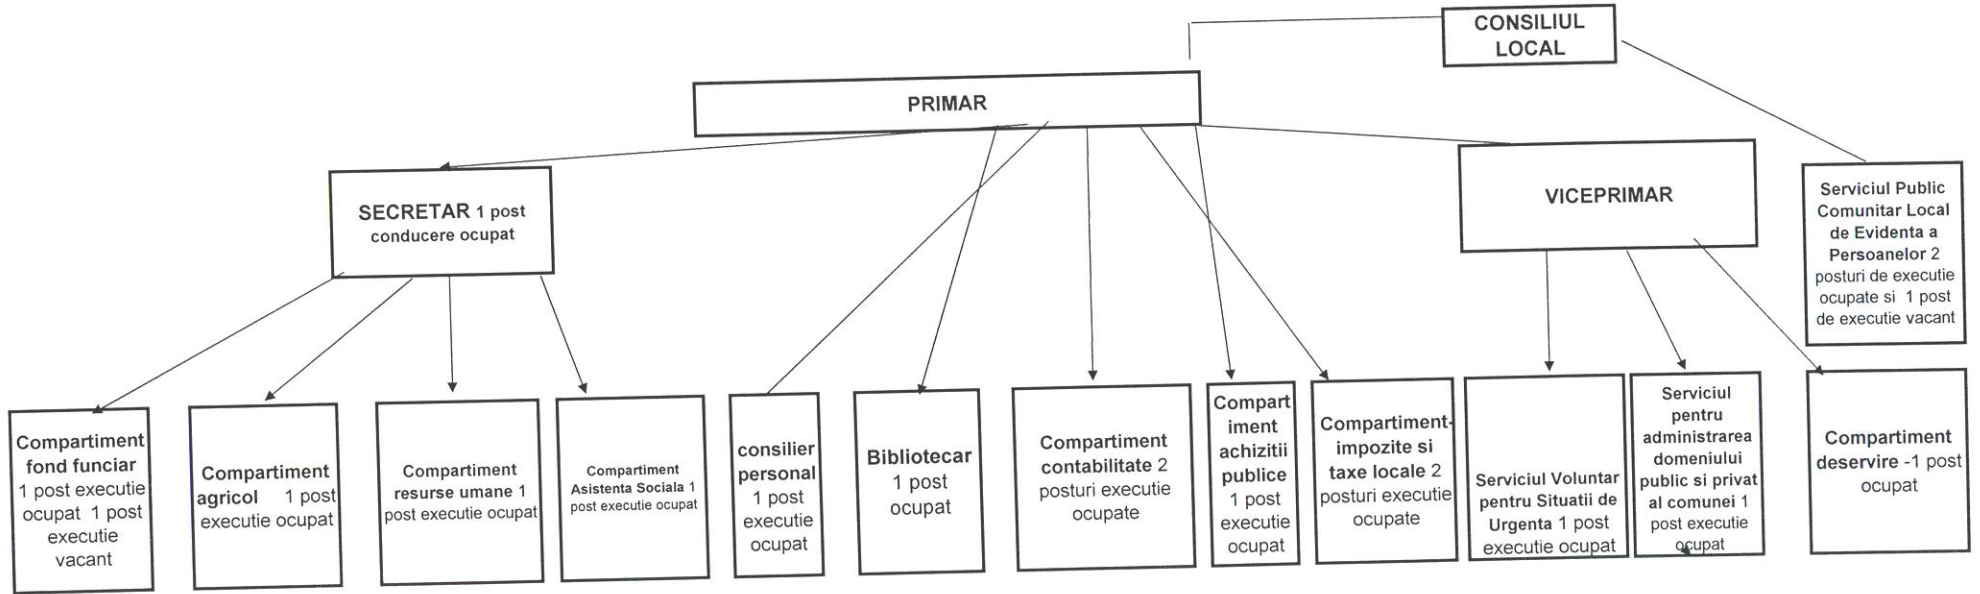 CONSILIUL
LOCAL
PRIMAR
SECRETAR 1 post
conducere ocupat
VICEPRIMAR
Serviciul Public
Comunitar Local
de Evidenta a
Persoanelor 2
posturi de executie
ocupate si 1 post
de executie vacant
Compartiment
fond funciar
1 post executie
ocupat 1 post
executie
vacant
Compartiment
agricol 1 post
executie ocupat
Compartiment
resurse umane 1
post executie ocupat
Compartiment
Asistenta Sociala 1
post executie ocupat
consilier
personal
1 post
executie
ocupat
Bibliotecar
1 post
ocupat
Compartiment
contabilitate 2
posturi executie
ocupate
Compart
iment
achizitii
publice
1 post
executie
ocupat
Compartiment-
impozite si
taxe locale 2
posturi executie
ocupate
Serviciul Voluntar
pentru Situatii de
Urgenta 1 post
executie ocupat
Serviciul
pentru
administrarea
domeniului
public si privat
al comunei 1
post executie
ocupat
Compartiment
deservire -1 post
ocupat